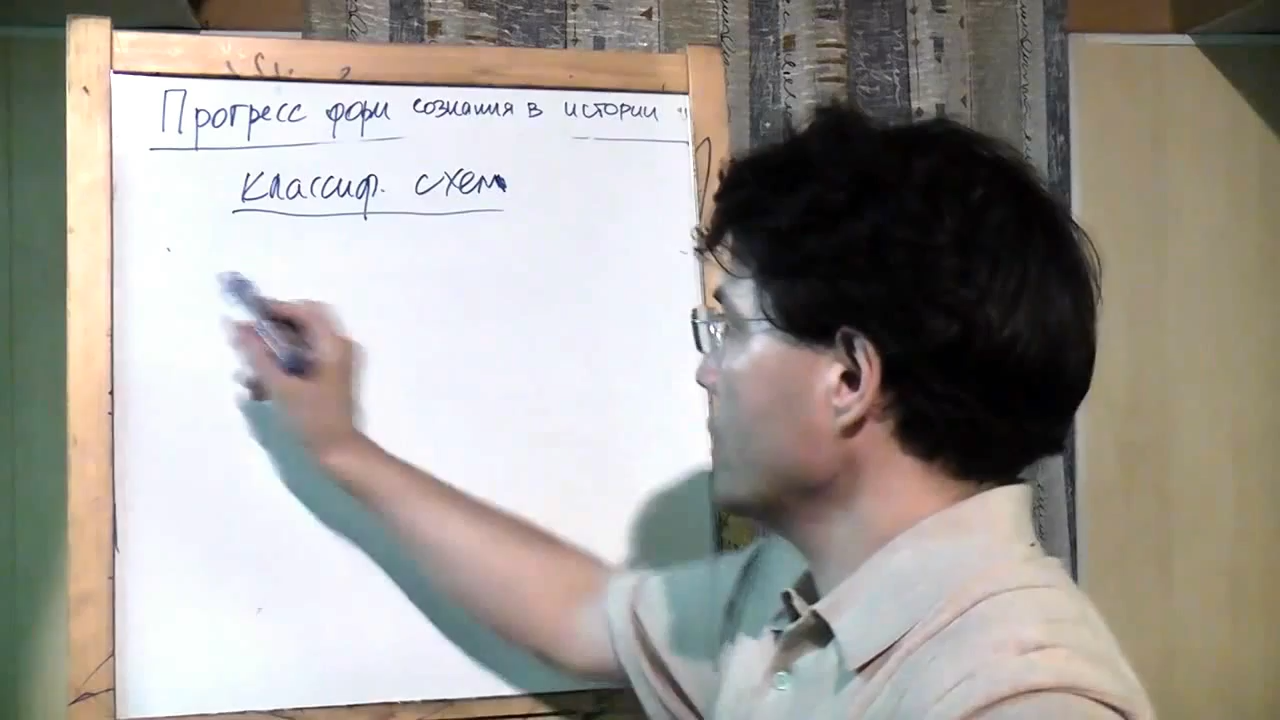 Прогресс форм сознания в истории "
Классиф. схем